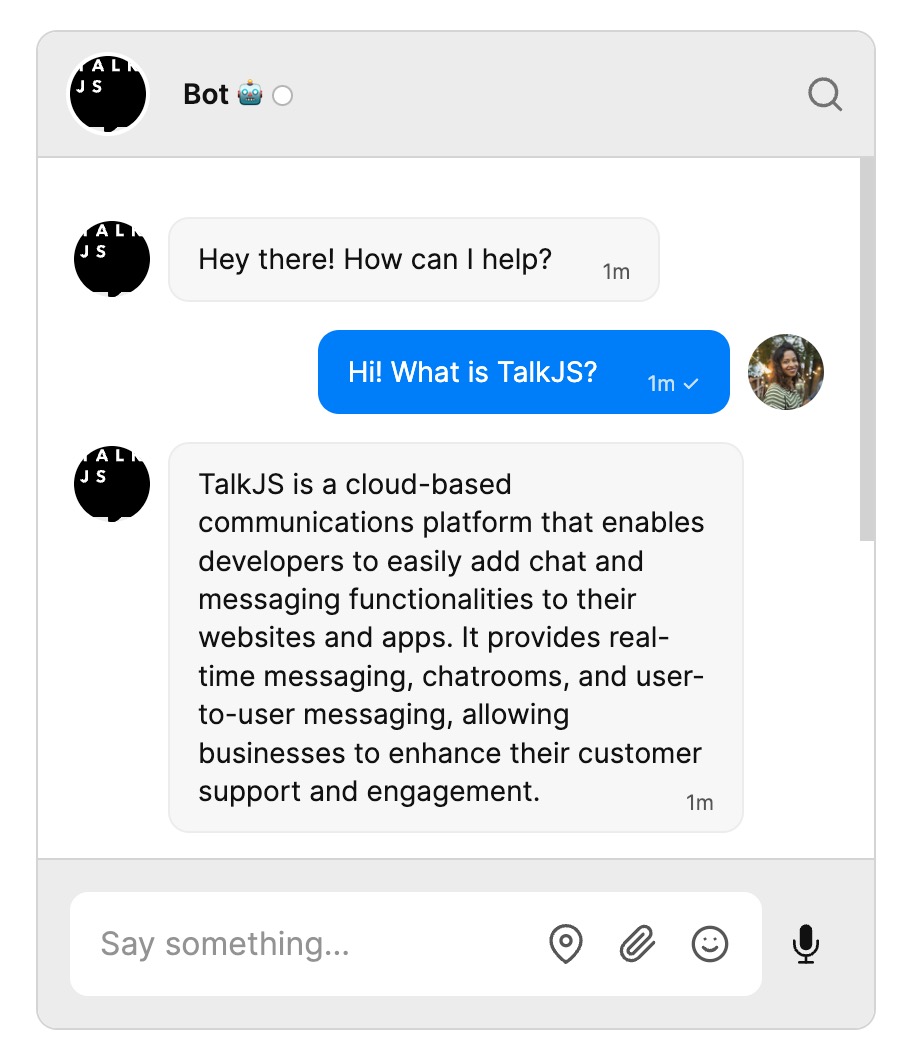 TALK
JS
Bot 🤖
TALK
JS
Hey there! How can I help?
1m
Hi! What is TalkJS?
1m ✓
TALK
JS
TalkJS is a cloud-based
communications platform that enables
developers to easily add chat and
messaging functionalities to their
websites and apps. It provides real-
time messaging, chatrooms, and user-
to-user messaging, allowing
businesses to enhance their customer
support and engagement.
1m
Say something...